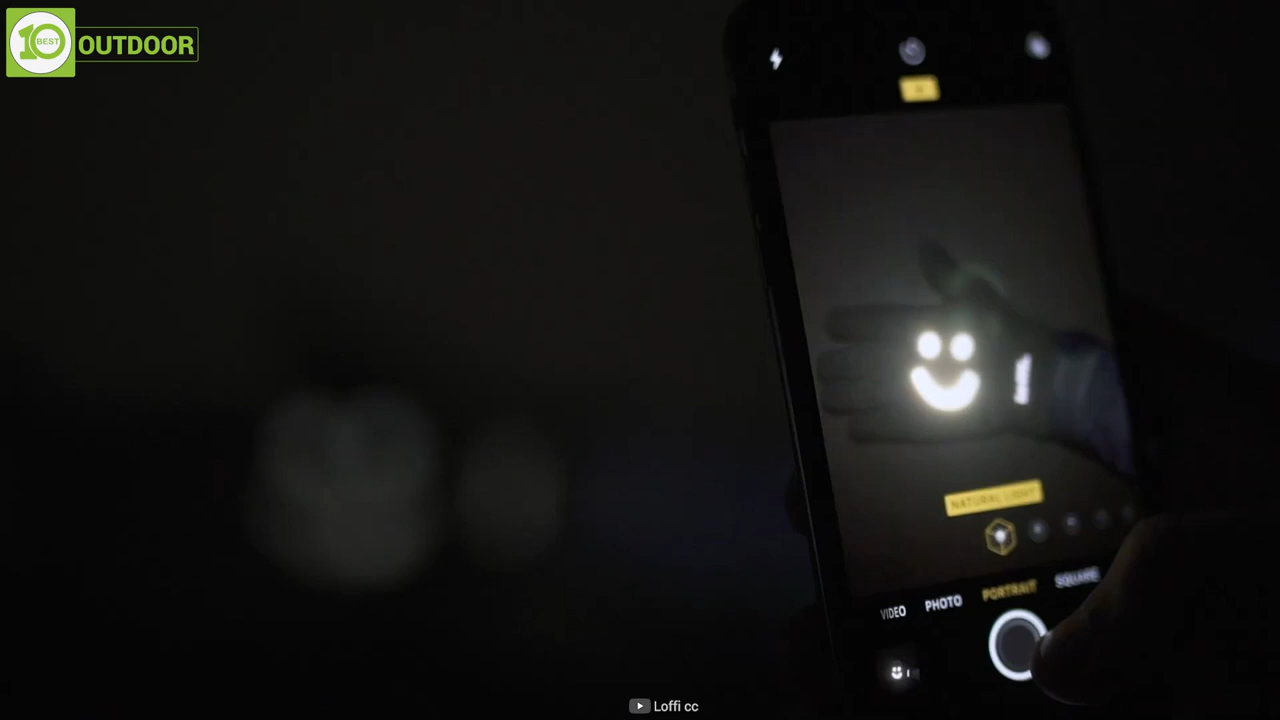 10
BEST
OUTDOOR
NATURAL LIGHT
VIDEO
PHOTO
PORTRAIT
SQUARE
Loffi cc